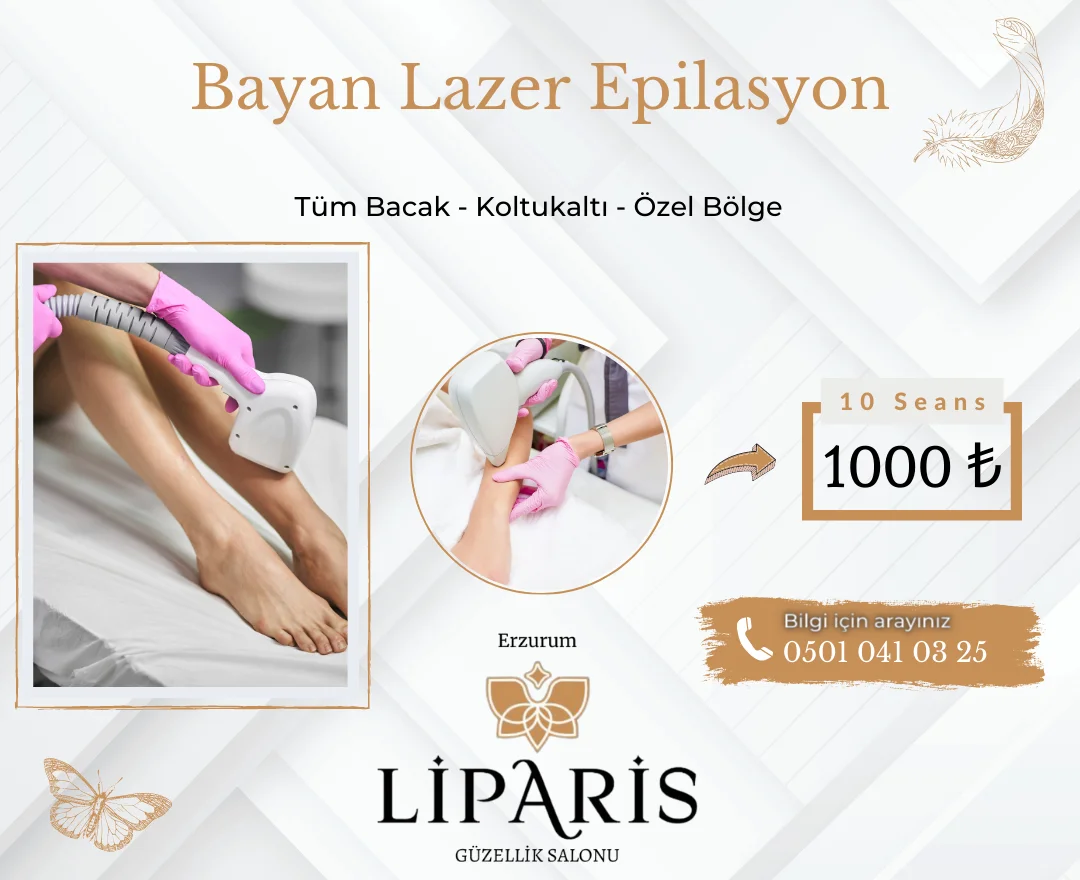 Bayan Lazer Epilasyon
Tüm Bacak - Koltukaltı - Özel Bölge
10 Seans
1000 ₺
Bilgi için arayınız
0501 041 03 25
Erzurum
LİPARİS
GÜZELLİK SALONU